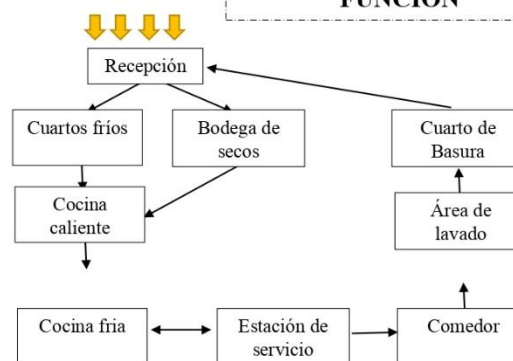 FUNCIÓN
Recepción
Cuartos fríos
Bodega de
secos
Cuarto de
Basura
Cocina
caliente
Área de
lavado
Cocina fria
Estación de
servicio
Comedor